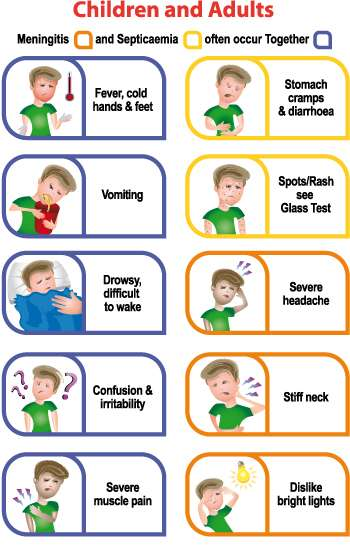 Children and Adults
Meningitis and Septicaemia often occur Together
Fever, cold
hands & feet
Stomach
cramps
& diarrhoea
Vomiting
Spots/Rash
see
Glass Test
Drowsy,
difficult
to wake
Severe
headache
Confusion &
irritability
Stiff neck
Severe
muscle pain
Dislike
bright lights